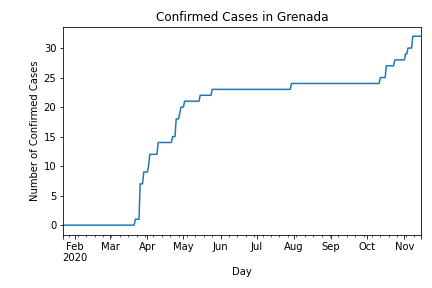 Confirmed Cases in Grenada
Number of Confirmed Cases
30
25
20
15
10
5
0
Feb Mar Apr May Jun Jul Aug Sep Oct Nov
2020
Day